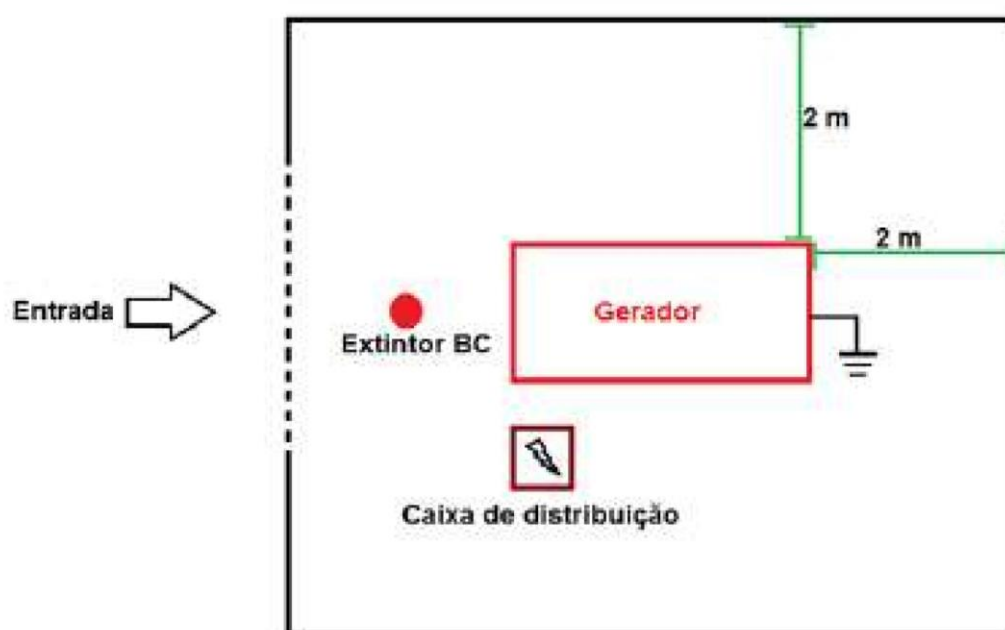 2 m
2 m
Entrada
Gerador
Extintor BC
Caixa de distribuição